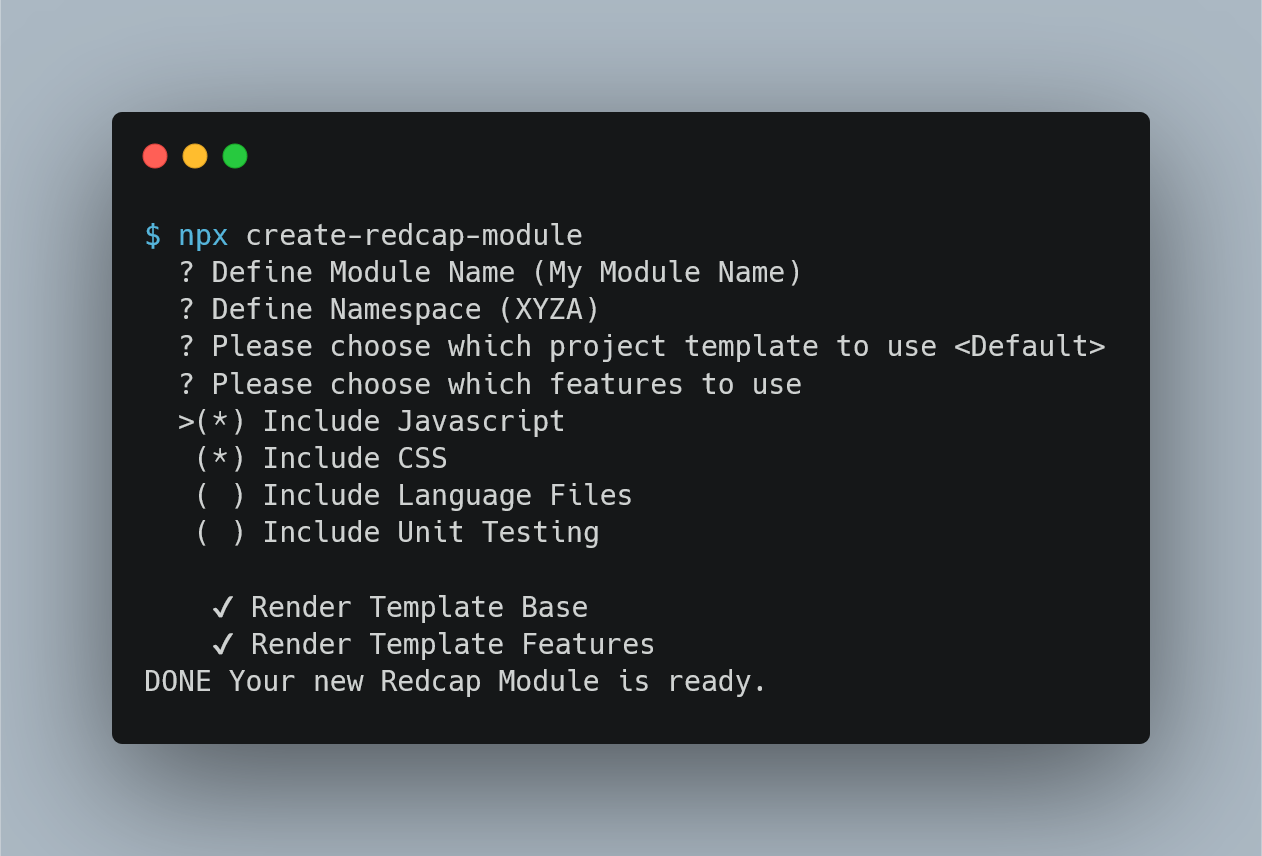 $ npx create-redcap-module
? Define Module Name (My Module Name)
? Define Namespace (XYZA)
? Please choose which project template to use <Default>
? Please choose which features to use
>(*) Include Javascript
(*) Include CSS
( ) Include Language Files
( ) Include Unit Testing
✔ Render Template Base
✔ Render Template Features
DONE Your new Redcap Module is ready.